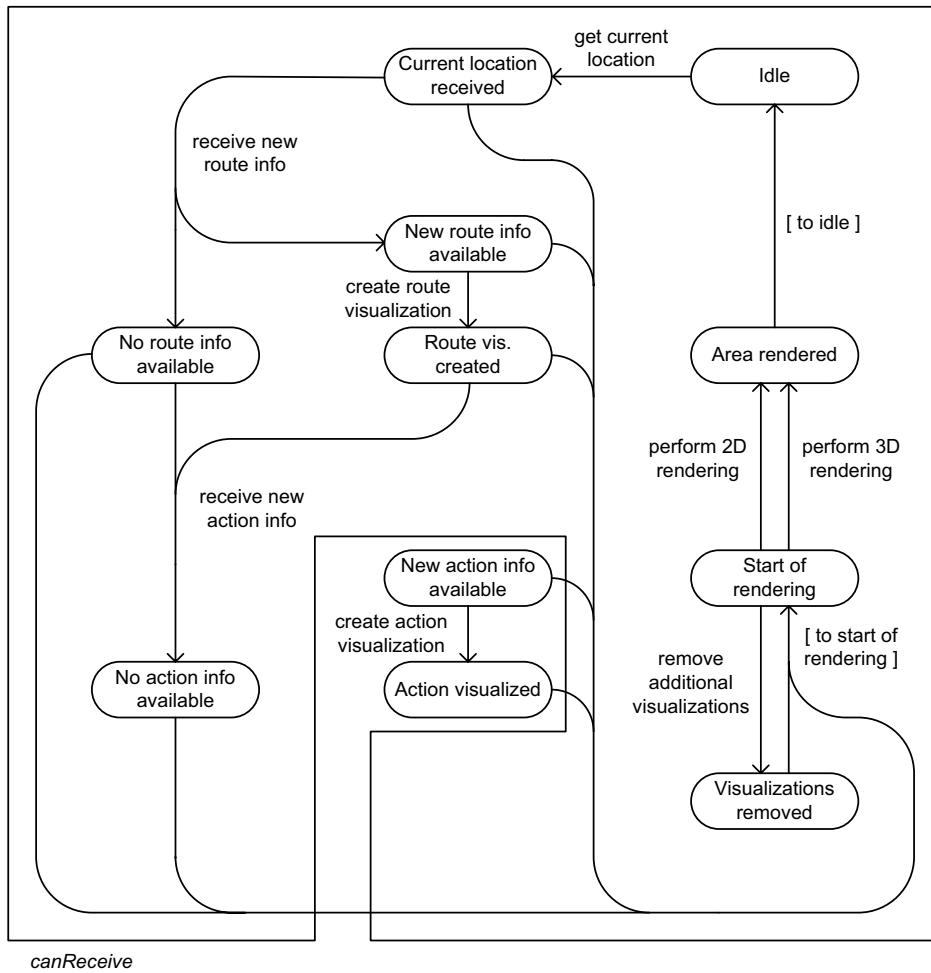 get current
location
Current location
received
Idle
receive new
route info
[ to idle ]
New route info
available
create route
visualization
No route info
available
Route vis.
created
Area rendered
perform 2D
rendering
perform 3D
rendering
receive new
action info
New action info
available
Start of
rendering
create action
visualization
[ to start of
rendering ]
remove
additional
visualizations
No action info
available
Action visualized
Visualizations
removed
canReceive